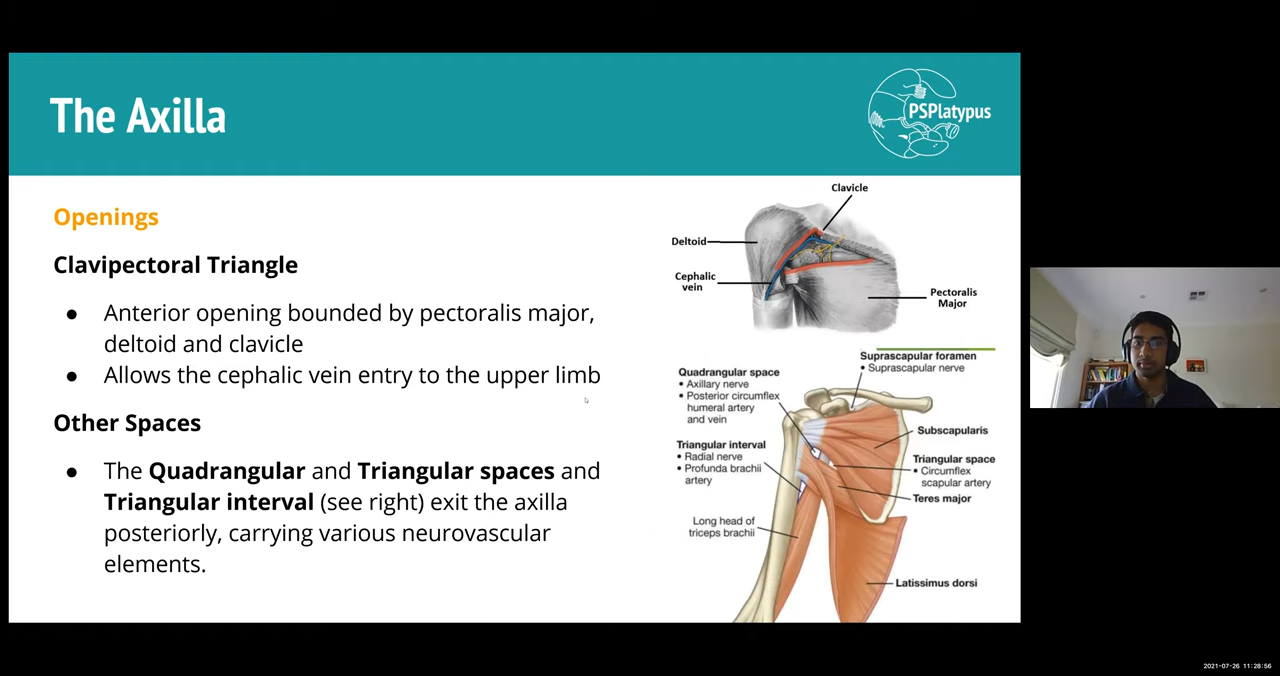 The Axilla
PSPlatypus
Openings
Clavipectoral Triangle
● Anterior opening bounded by pectoralis major,
deltoid and clavicle
● Allows the cephalic vein entry to the upper limb
Other Spaces
● The Quadrangular and Triangular spaces and
Triangular interval (see right) exit the axilla
posteriorly, carrying various neurovascular
elements.
Clavicle
Deltoid
Cephalic
vein
Pectoralis
Major
Suprascapular foramen
• Suprascapular nerve
Quadrangular space
• Axillary nerve
• Posterior circumflex
humeral artery
and vein
Triangular interval
• Radial nerve
• Profunda brachii
artery
Long head of
triceps brachii
Subscapularis
Triangular space
• Circumflex
scapular artery
Teres major
Latissimus dorsi
2021-07-26 11:28:56